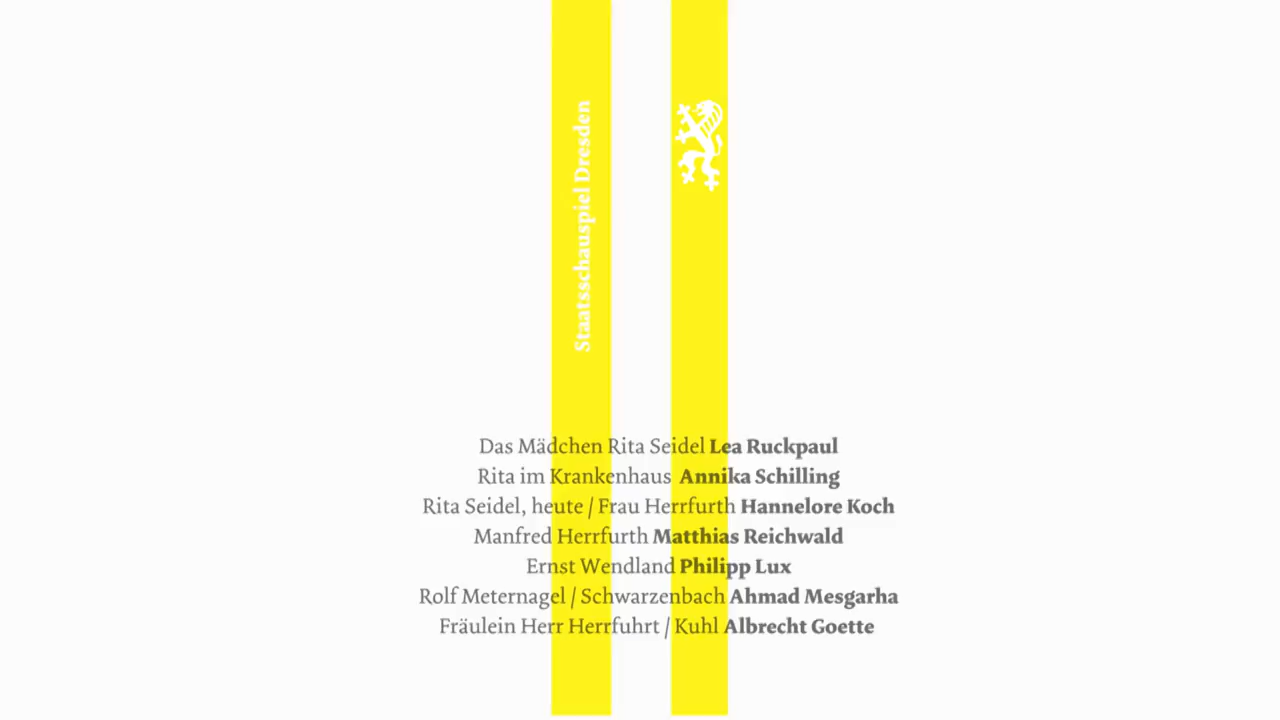 Staatsschauspiel Dresden
Das Mädchen Rita Seidel Lea Ruckpaul
Rita im Krankenhaus Annika Schilling
Rita Seidel, heute / Frau Herrfurth Hannelore Koch
Manfred Herrfurth Matthias Reichwald
Ernst Wendland Philipp Lux
Rolf Meternagel / Schwarzenbach Ahmad Mesgarha
Fräulein Herr Herrfuhrt / Kuhl Albrecht Goette